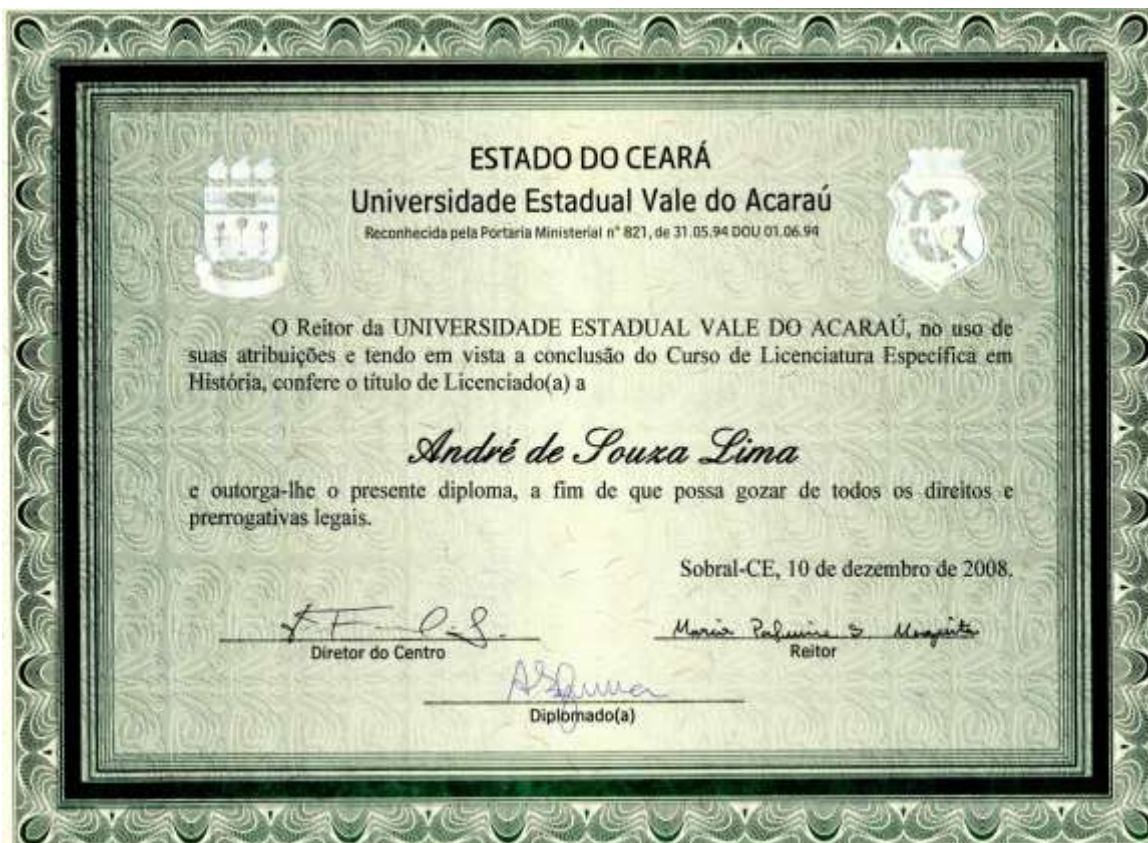 ESTADO DO CEARÁ
Universidade Estadual Vale do Acaraú
Reconhecida pela Portaria Ministerial n° 821, de 31.05.94 DOU 01.06.94
O Reitor da UNIVERSIDADE ESTADUAL VALE DO ACARAÚ, no uso de
suas atribuições e tendo em vista a conclusão do Curso de Licenciatura Específica em
História, confere o título de Licenciado(a) a
André de Souza Lima
e outorga-lhe o presente diploma, a fim de que possa gozar de todos os direitos e
prerrogativas legais.
Sobral-CE, 10 de dezembro de 2008.
Maria S Mesquita
Diretor do Centro
Reitor
Diplomado(a)